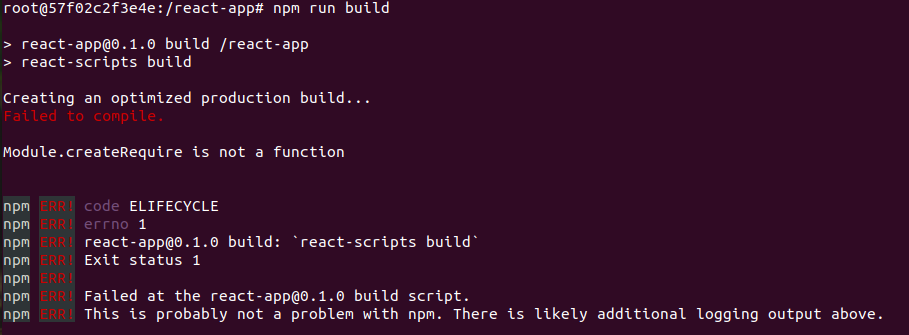 root@57f02c2f3e4e:/react-app# npm run build
> react-app@0.1.0 build /react-app
> react-scripts build
Creating an optimized production build...
Failed to compile.
Module.createRequire is not a function
npm ERR! code ELIFECYCLE
npm ERR! errno 1
npm ERR! react-app@0.1.0 build: `react-scripts build`
npm ERR! Exit status 1
npm ERR!
npm ERR! Failed at the react-app@0.1.0 build script.
npm ERR! This is probably not a problem with npm. There is likely additional logging output above.